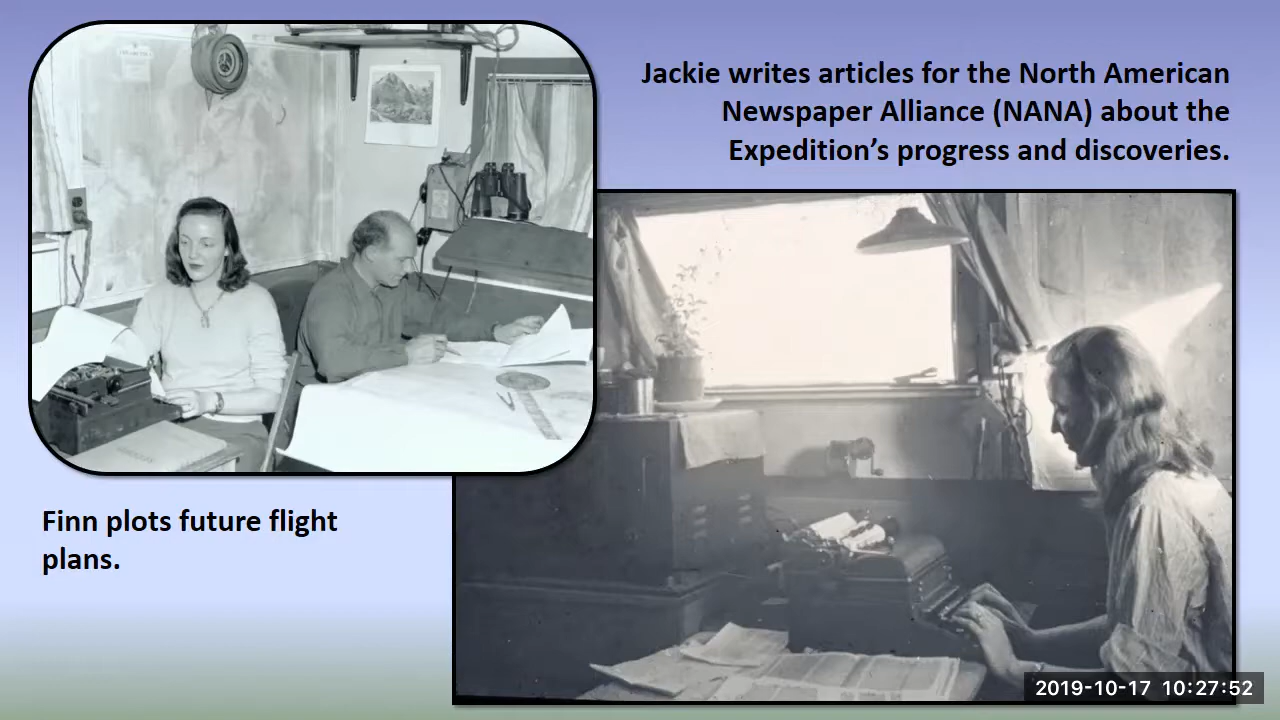 Jackie writes articles for the North American
Newspaper Alliance (NANA) about the
Expedition’s progress and discoveries.
Finn plots future flight
plans.
2019-10-17 10:27:52